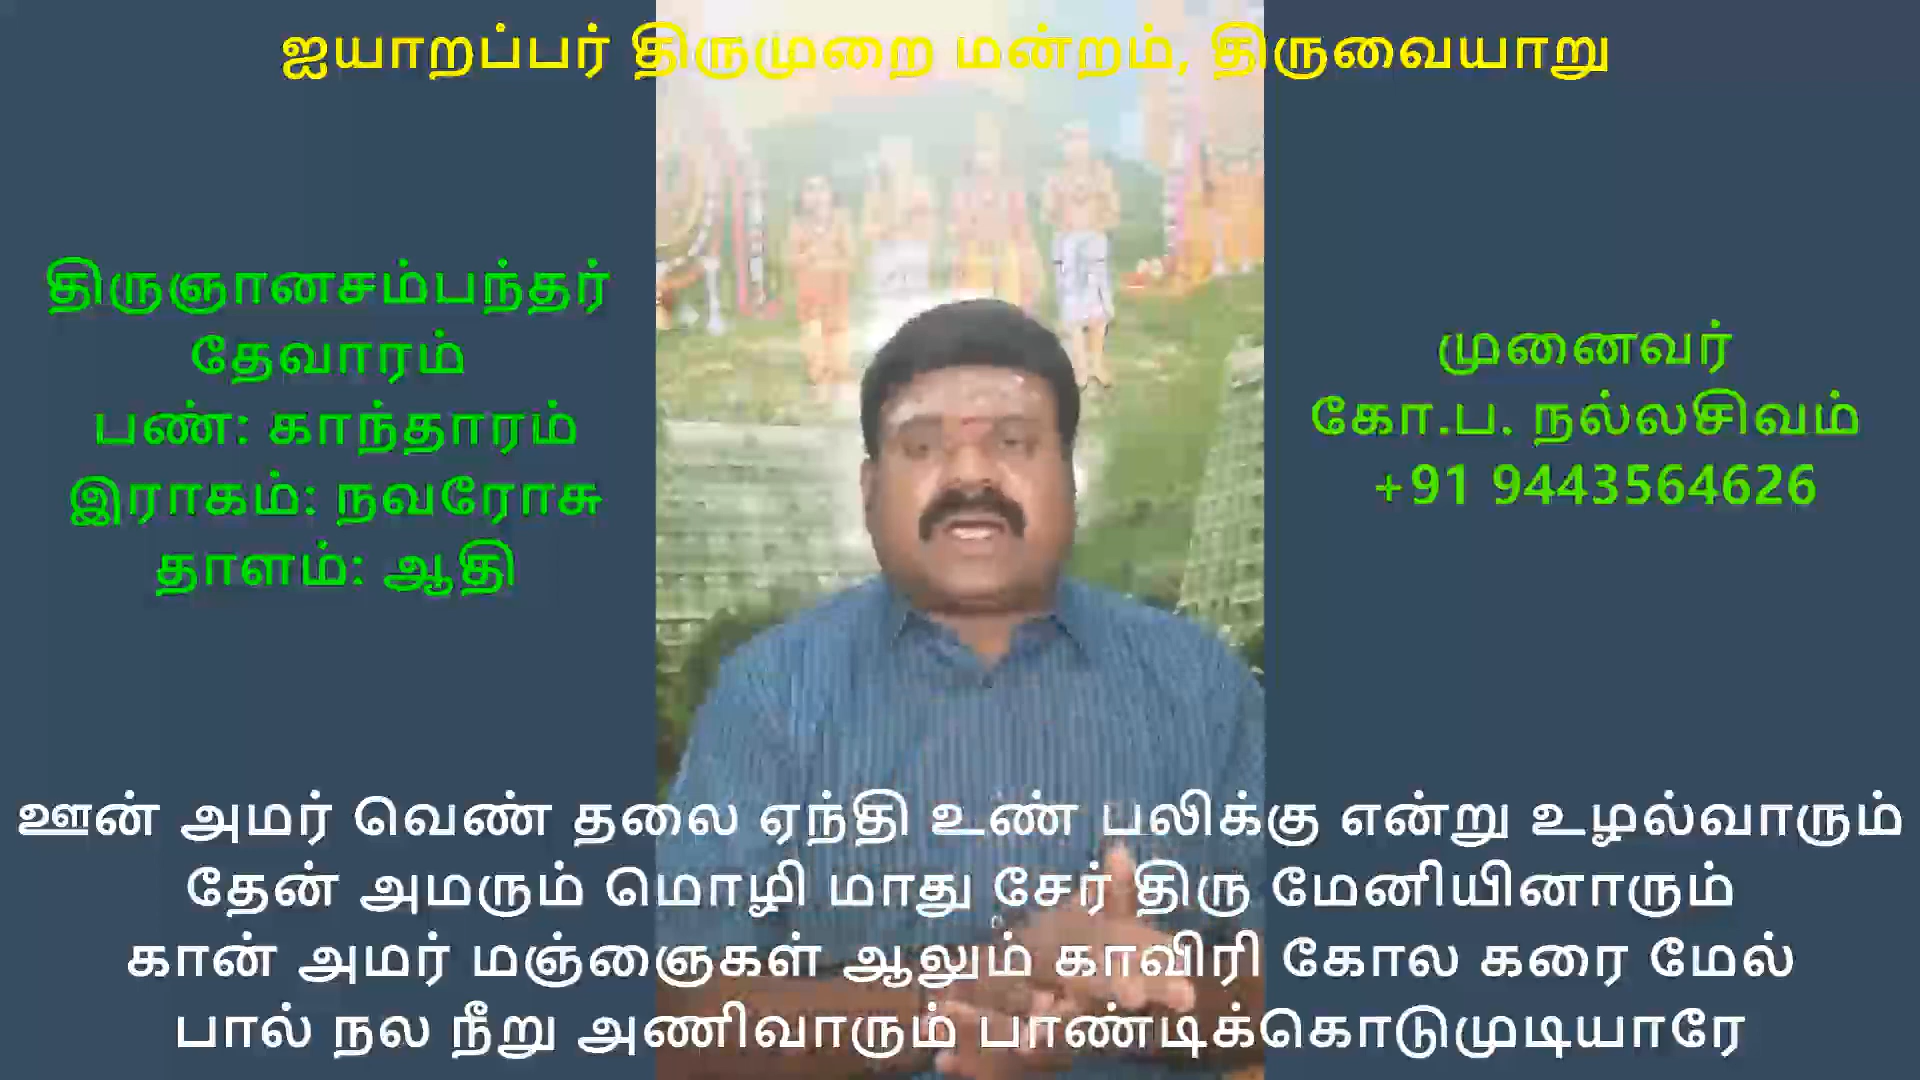 ஐயாறப்பர் திருமுறை மன்றம், திருவையாறு
திருஞானசம்பந்தர்
தேவாரம்
பண்: காந்தாரம்
இராகம்: நவரோசு
தாளம்: ஆதி
முனைவர்
கோ.ப. நல்லசிவம்
+91 9443564626
ஊன் அமர் வெண் தலை ஏந்தி உண் பலிக்கு என்று உழல்வாரும்
தேன் அமரும் மொழி மாது சேர் திரு மேனியினாரும்
கான் அமர் மஞ்ஞைகள் ஆலும் காவிரி கோல கரை மேல்
பால் நல நீறு அணிவாரும் பாண்டிக்கொடுமுடியாரே